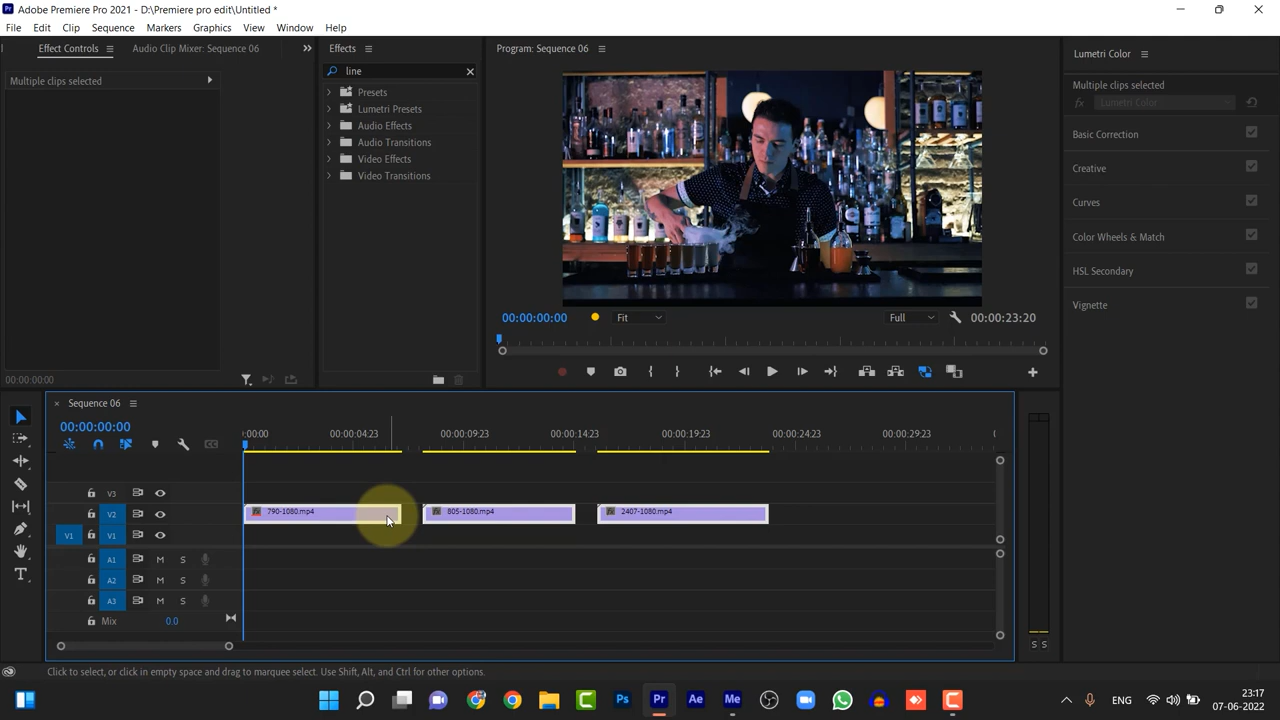 Adobe Premiere Pro 2021 - D:\Premiere pro edit\Untitled *
File Edit Clip Sequence Markers Graphics View Window Help
Effect Controls Audio Clip Mixer: Sequence 06 Effects Program: Sequence 06 Lumetri Color
Multiple clips selected
line
Presets
Lumetri Presets
Audio Effects
Audio Transitions
Video Effects
Video Transitions
Multiple clips selected
fx Lumetri Color
Basic Correction
Creative
Curves
Color Wheels & Match
HSL Secondary
Vignette
00:00:00:00 Fit Full 00:00:23:20
00:00:00:00
Sequence 06
00:00:00:00
:00:00 00:00:04:23 00:00:09:23 00:00:14:23 00:00:19:23 00:00:24:23 00:00:29:23
V3
V2 790-1080.mp4 805-1080.mp4 2407-1080.mp4
V1 V1
A1 M S
A2 M S
A3 M S
Mix 0.0
S S
Click to select, or click in empty space and drag to marquee select. Use Shift, Alt, and Ctrl for other options.
Ps Pr Ae Me
ENG
23:17
07-06-2022